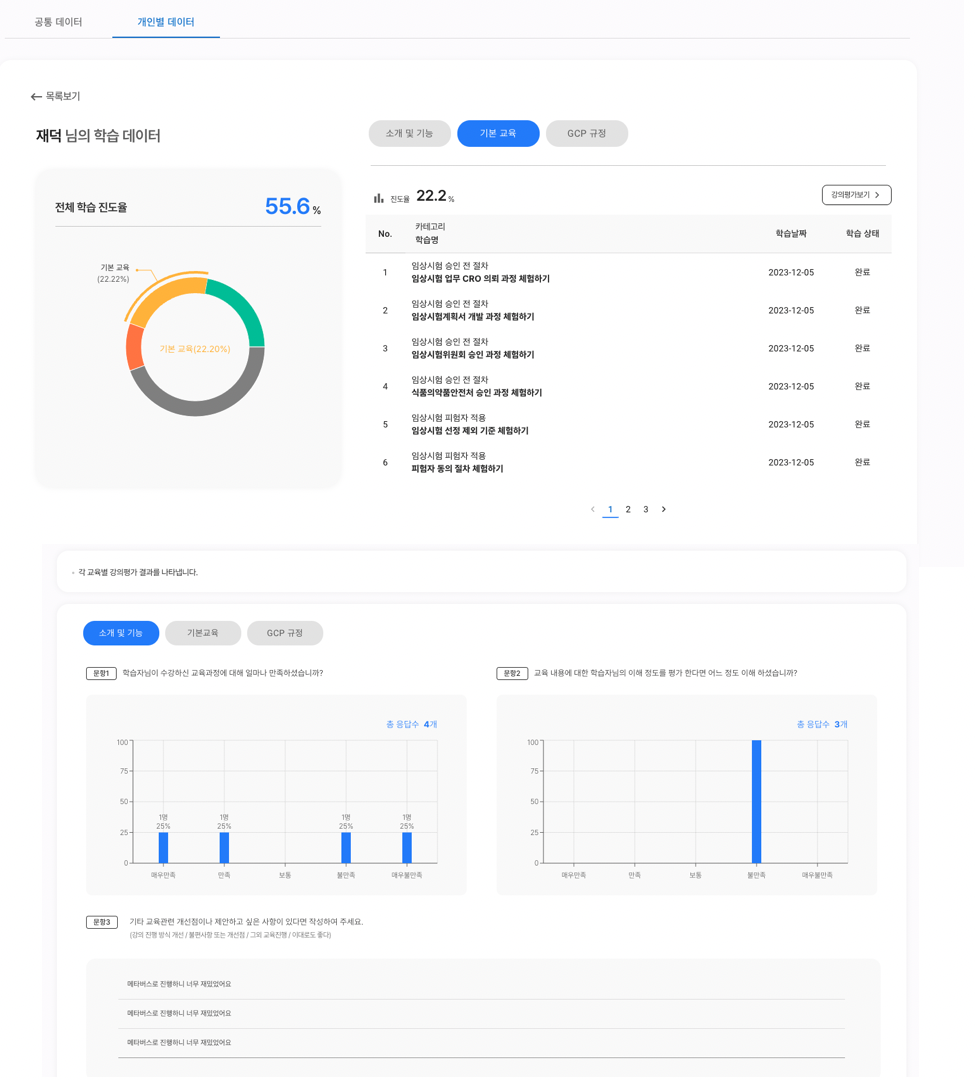 공통 데이터 개인별 데이터
목록보기
재덕 님의 학습 데이터
소개 및 기능 기본 교육 GCP 규정
전체 학습 진도율 55.6 %
진도율 22.2 %
강의평가보기
No. 카테고리 학습명 학습날짜 학습 상태
기본 교육
(22.22%)
기본 교육(22.20%)
임상시험 승인 전 절차
1 임상시험 업무 CRO 의뢰 과정 체험하기 2023-12-05 완료
임상시험 승인 전 절차
2 임상시험계획서 개발 과정 체험하기 2023-12-05 완료
임상시험 승인 전 절차
3 임상시험위원회 승인 과정 체험하기 2023-12-05 완료
임상시험 승인 전 절차
4 식품의약품안전처 승인 과정 체험하기 2023-12-05 완료
임상시험 피험자 적용
5 임상시험 선정 제외 기준 체험하기 2023-12-05 완료
임상시험 피험자 적용
6 피험자 동의 절차 체험하기 2023-12-05 완료
1 2 3
각 교육별 강의평가 결과를 나타냅니다.
소개 및 기능 기본교육 GCP 규정
문항1 학습자님이 수강하신 교육과정에 대해 얼마나 만족하셨습니까?
총 응답수 4개
100
75
50
25
0
1명 1명 1명 1명
25% 25% 25% 25%
매우만족 만족 보통 불만족 매우불만족
문항2 교육 내용에 대한 학습자님의 이해 정도를 평가 한다면 어느 정도 이해 하셨습니까?
총 응답수 3개
100
75
50
25
0
매우만족 만족 보통 불만족 매우불만족
문항3 기타 교육관련 개선점이나 제안하고 싶은 사항이 있다면 작성하여 주세요.
(강의 진행 방식 개선 / 불편사항 또는 개선점 / 그외 교육진행 / 이대로도 좋다)
메타버스로 진행하니 너무 재밌었어요
메타버스로 진행하니 너무 재밌었어요
메타버스로 진행하니 너무 재밌었어요